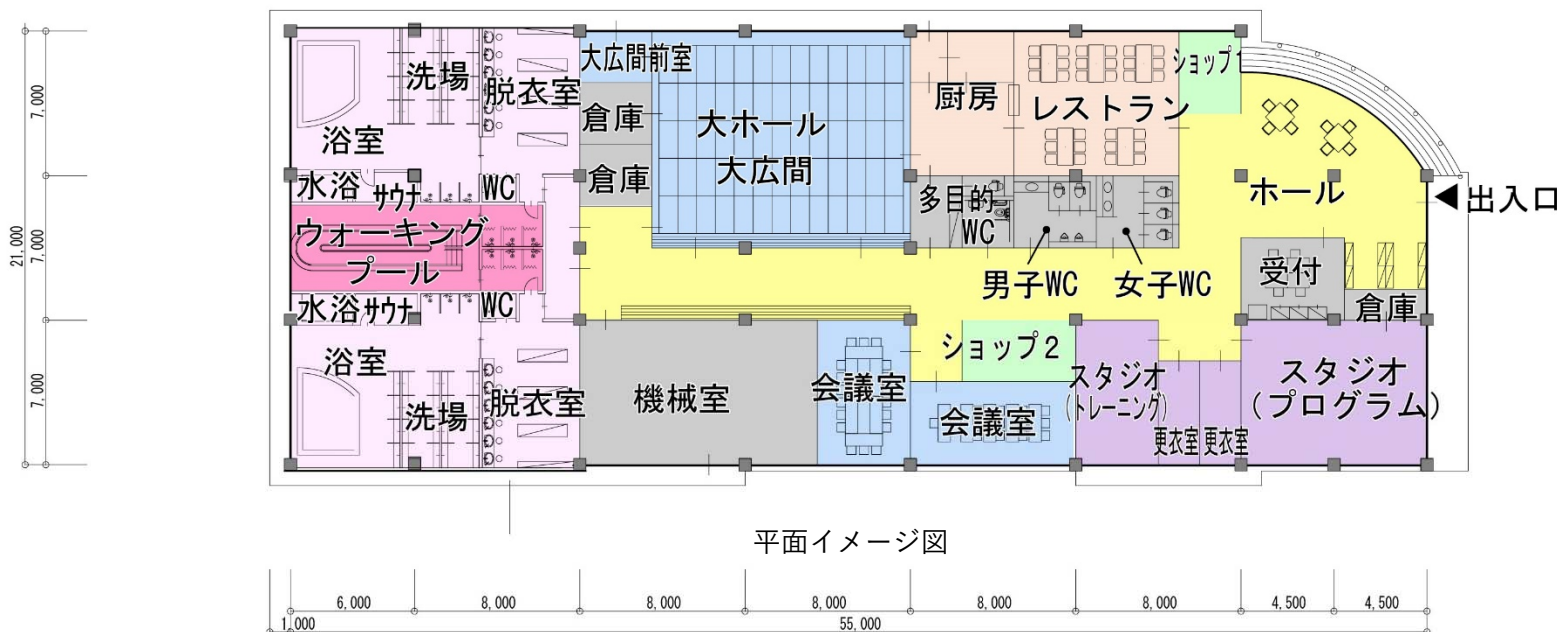 大広間前室
ショップ1
洗場
脱衣室
厨房
レストラン
倉庫
大ホール
大広間
浴室
倉庫
水浴
サウナ
WC
多目的
WC
ホール
出入口
ウォーキング
プール
男子WC
女子WC
受付
倉庫
水浴
サウナ
WC
浴室
洗場
脱衣室
機械室
会議室
ショップ2
会議室
スタジオ
(トレーニング)
更衣室
更衣室
スタジオ
(プログラム)
7,000
7,000
7,000
21,000
平面イメージ図
6,000
8,000
8,000
8,000
8,000
8,000
4,500
4,500
1,000
55,000